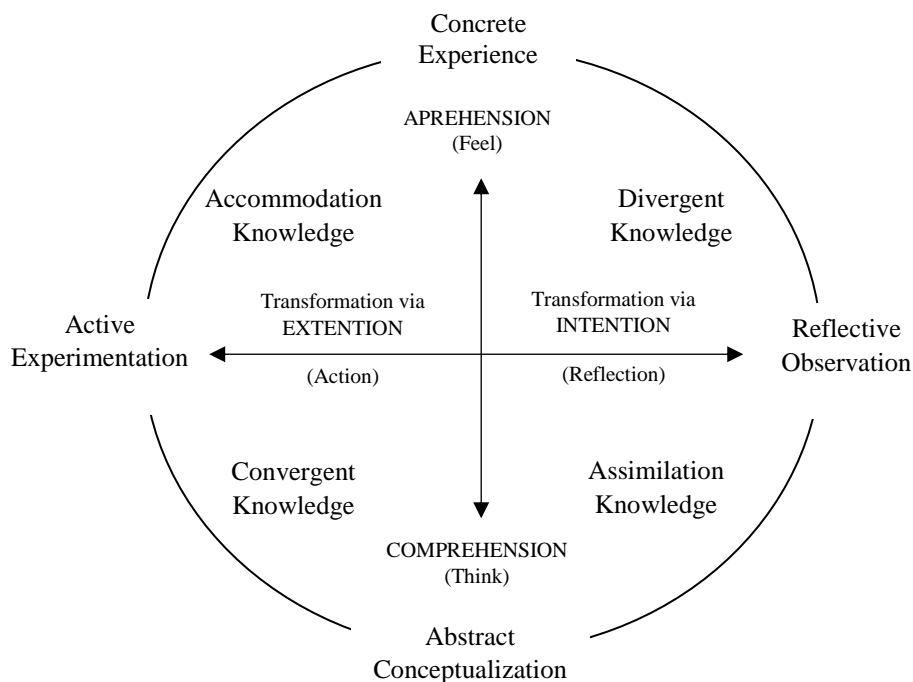 Concrete
Experience
APREHENSION
(Feel)
Accommodation
Knowledge
Divergent
Knowledge
Transformation via
EXTENTION
Transformation via
INTENTION
Active
Experimentation
Reflective
Observation
(Action)
(Reflection)
Convergent
Knowledge
Assimilation
Knowledge
COMPREHENSION
(Think)
Abstract
Conceptualization